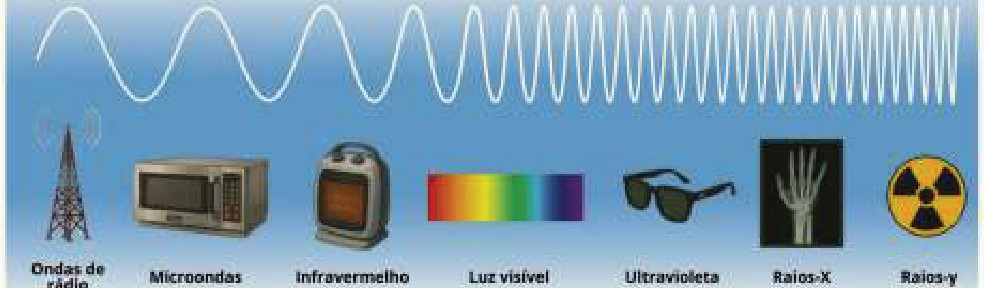 Ondas de
rádio
Microondas
Infravermelho
Luz visível
Ultravioleta
Raios-X
Raios-y